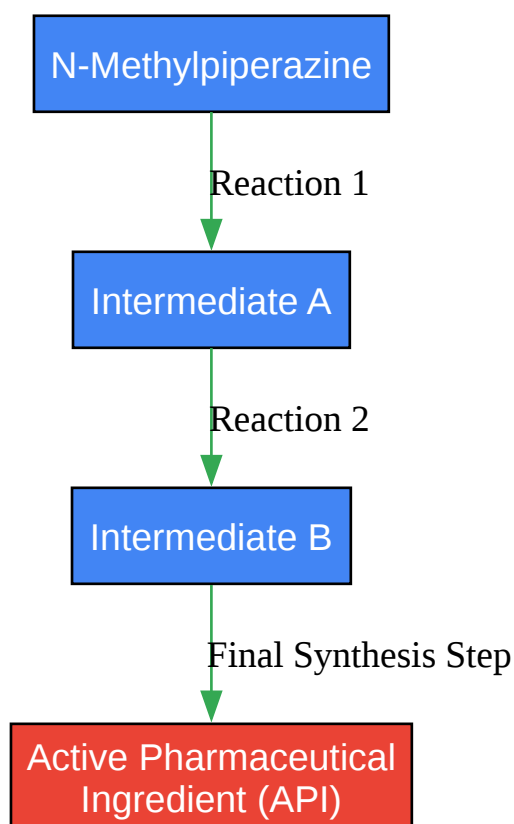 N-Methylpiperazine
Reaction 1
Intermediate A
Reaction 2
Intermediate B
Final Synthesis Step
Active Pharmaceutical
Ingredient (API)